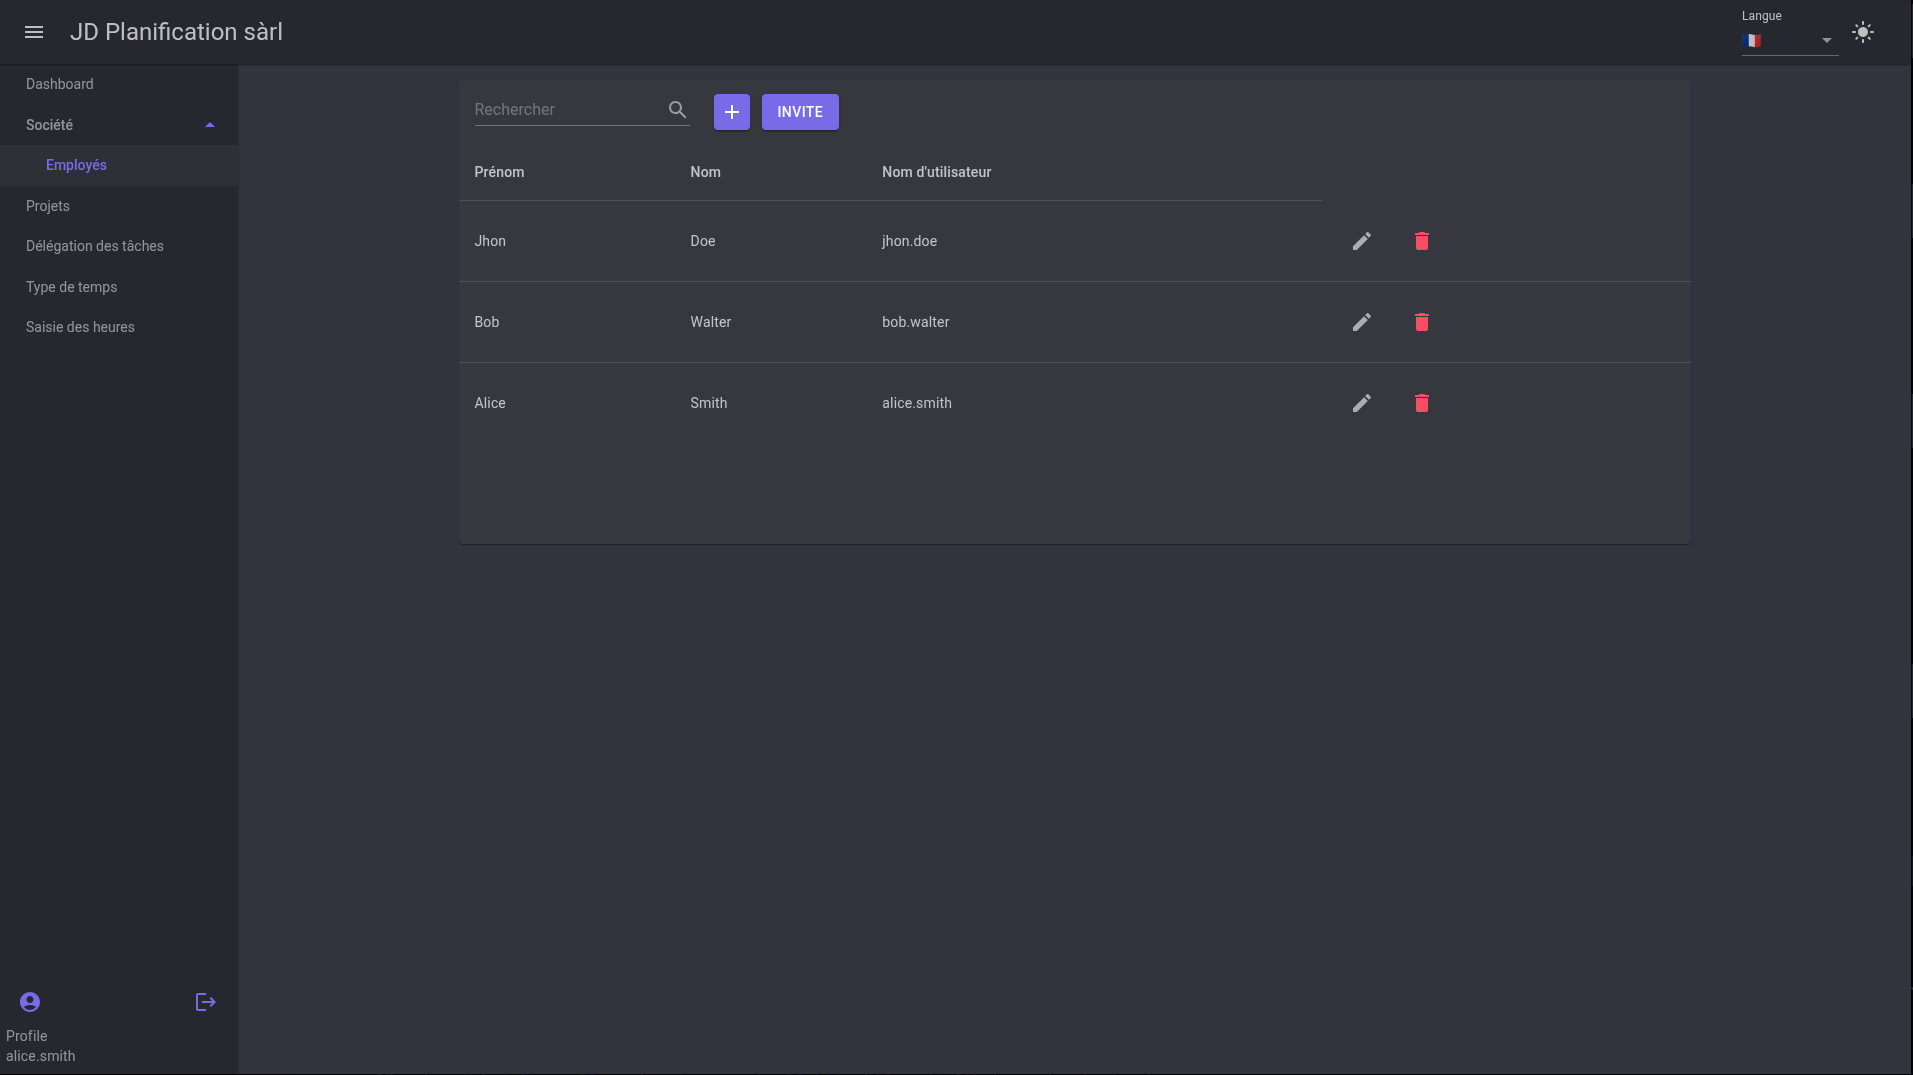 JD Planification sàrl
Langue
Dashboard
Société
Employés
Projets
Délégation des tâches
Type de temps
Saisie des heures
Profile
alice.smith
Rechercher
INVITE
Prénom Nom Nom d'utilisateur
Jhon Doe jhon.doe
Bob Walter bob.walter
Alice Smith alice.smith